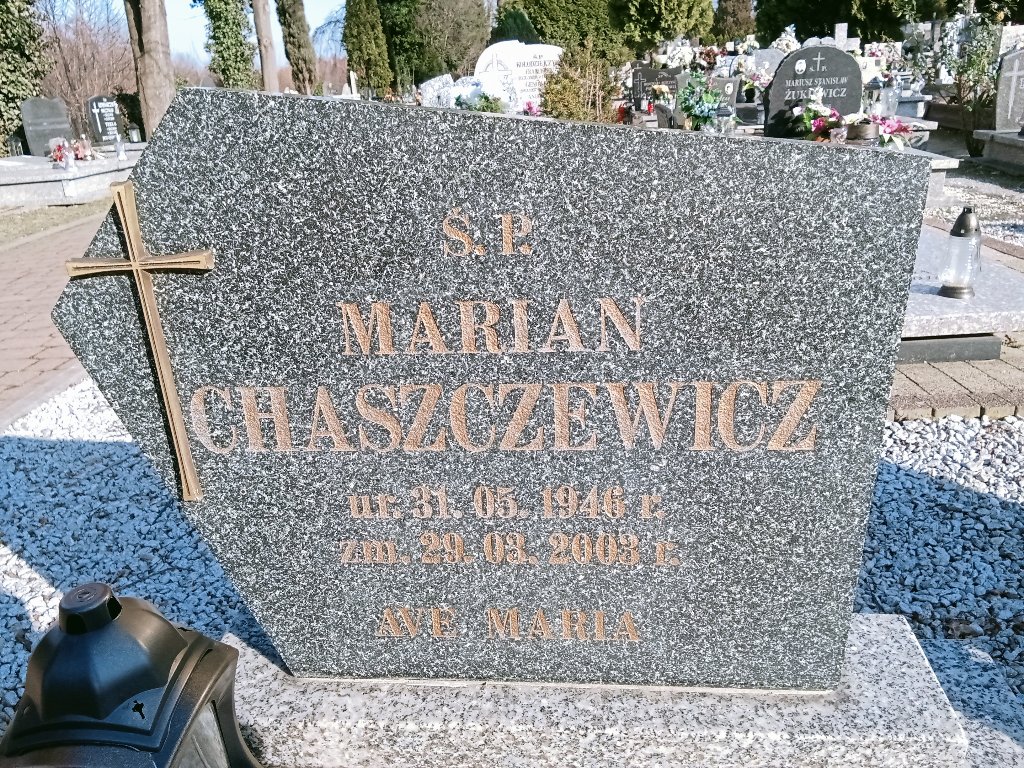 Ś. P.
MARIAN
CHASZCZEWICZ
ur. 31. 05. 1946 r.
zm. 29. 03. 2003 r.
AVE MARIA
Ś.P.
MARIUSZ STANISŁAW
ŻUKIEWICZ